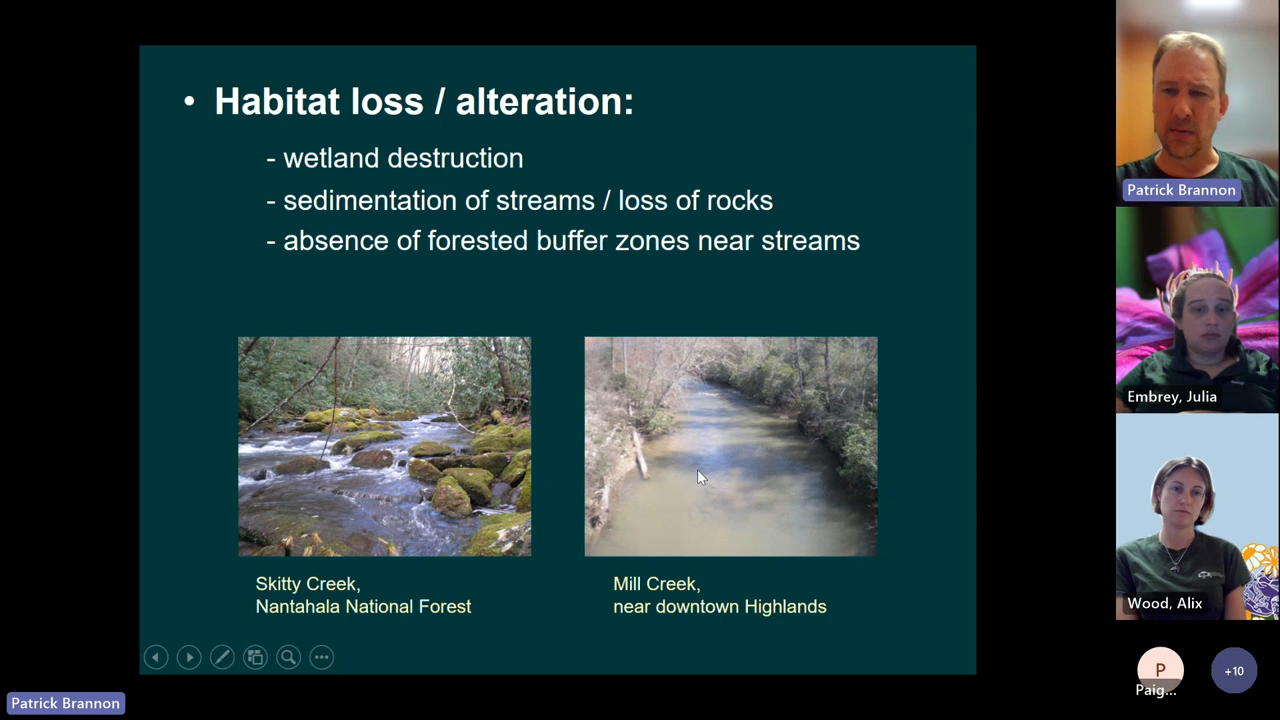 • Habitat loss / alteration:
- wetland destruction
- sedimentation of streams / loss of rocks
- absence of forested buffer zones near streams
Skitty Creek,
Nantahala National Forest
Mill Creek,
near downtown Highlands
Patrick Brannon
Embrey, Julia
Wood, Alix
P
Paig...
+10
Patrick Brannon